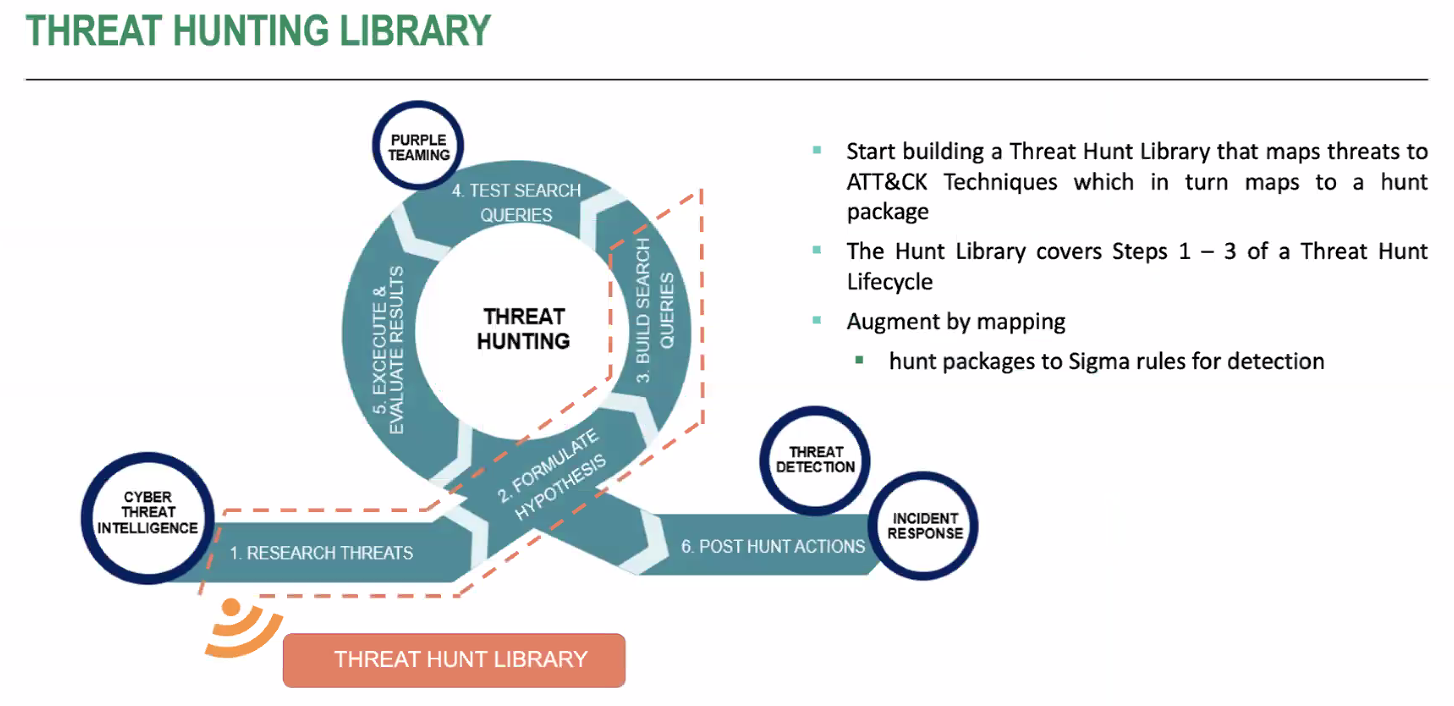 THREAT HUNTING LIBRARY
PURPLE
TEAMING
4. TEST SEARCH
QUERIES
3. BUILD SEARCH
QUERIES
5. EXCECUTE &
EVALUATE RESULTS
THREAT
HUNTING
2. FORMULATE
HYPOTHESIS
CYBER
THREAT
INTELLIGENCE
1. RESEARCH THREATS
6. POST HUNT ACTIONS
THREAT
DETECTION
INCIDENT
RESPONSE
THREAT HUNT LIBRARY
Start building a Threat Hunt Library that maps threats to
ATT&CK Techniques which in turn maps to a hunt
package
The Hunt Library covers Steps 1 – 3 of a Threat Hunt
Lifecycle
Augment by mapping
hunt packages to Sigma rules for detection